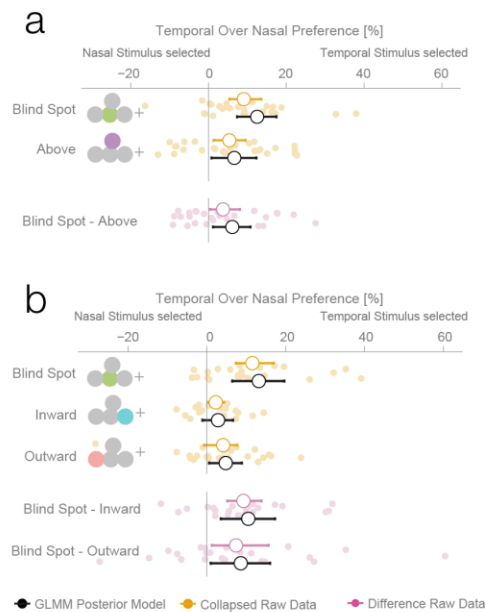 a
Temporal Over Nasal Preference [%]
Nasal Stimulus selected Temporal Stimulus selected
−20 0 20 40 60
Blind Spot
+
Above
+
Blind Spot - Above
b
Temporal Over Nasal Preference [%]
Nasal Stimulus selected Temporal Stimulus selected
−20 0 20 40 60
Blind Spot
+
Inward
+
Outward
+
Blind Spot - Inward
Blind Spot - Outward
GLMM Posterior Model Collapsed Raw Data Difference Raw Data